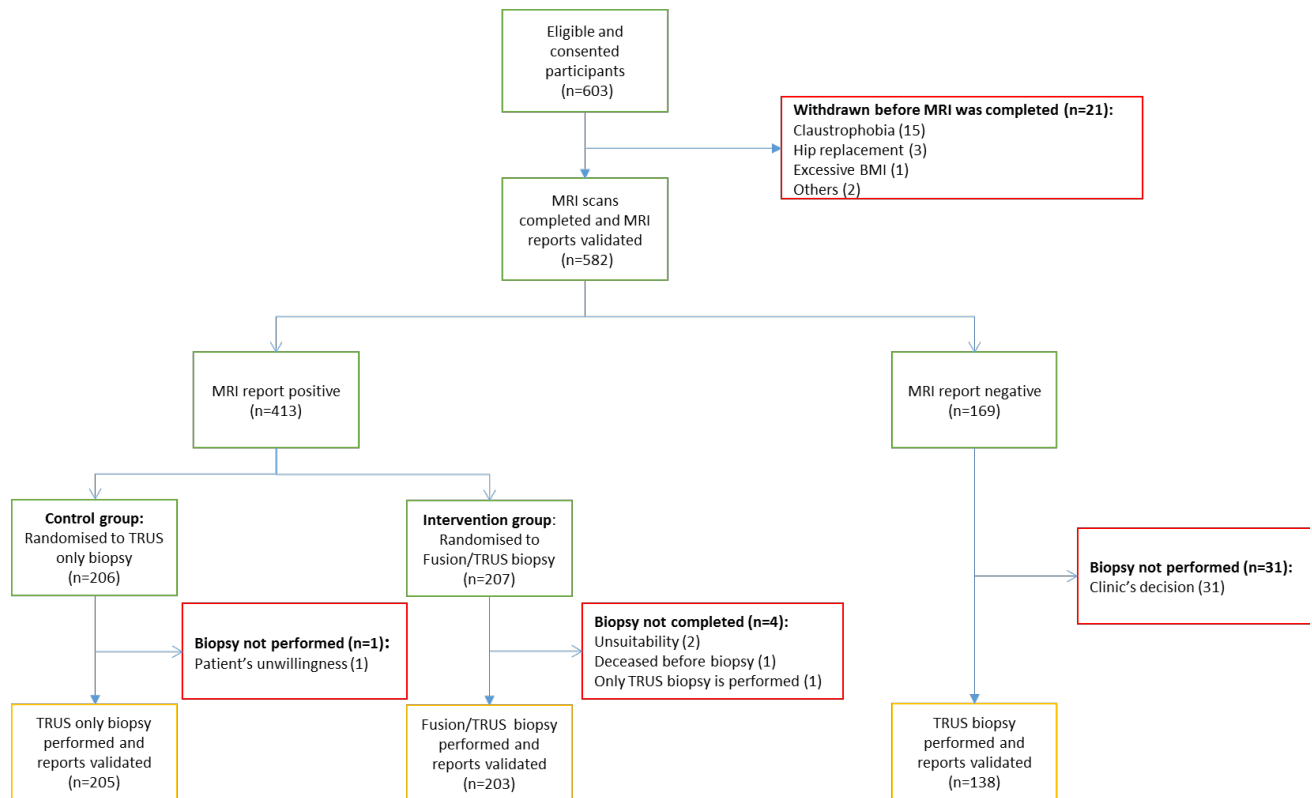 Eligible and
consented
participants
(n=603)
Withdrawn before MRI was completed (n=21):
Claustrophobia (15)
Hip replacement (3)
Excessive BMI (1)
Others (2)
MRI scans
completed and MRI
reports validated
(n=582)
MRI report positive
(n=413)
MRI report negative
(n=169)
Control group:
Randomised to TRUS
only biopsy
(n=206)
Intervention group:
Randomised to
Fusion/TRUS biopsy
(n=207)
Biopsy not performed (n=31):
Clinic's decision (31)
Biopsy not performed (n=1):
Patient's unwillingness (1)
Biopsy not completed (n=4):
Unsuitability (2)
Deceased before biopsy (1)
Only TRUS biopsy is performed (1)
TRUS only biopsy
performed and
reports validated
(n=205)
Fusion/TRUS biopsy
performed and
reports validated
(n=203)
TRUS biopsy
performed and
reports validated
(n=138)